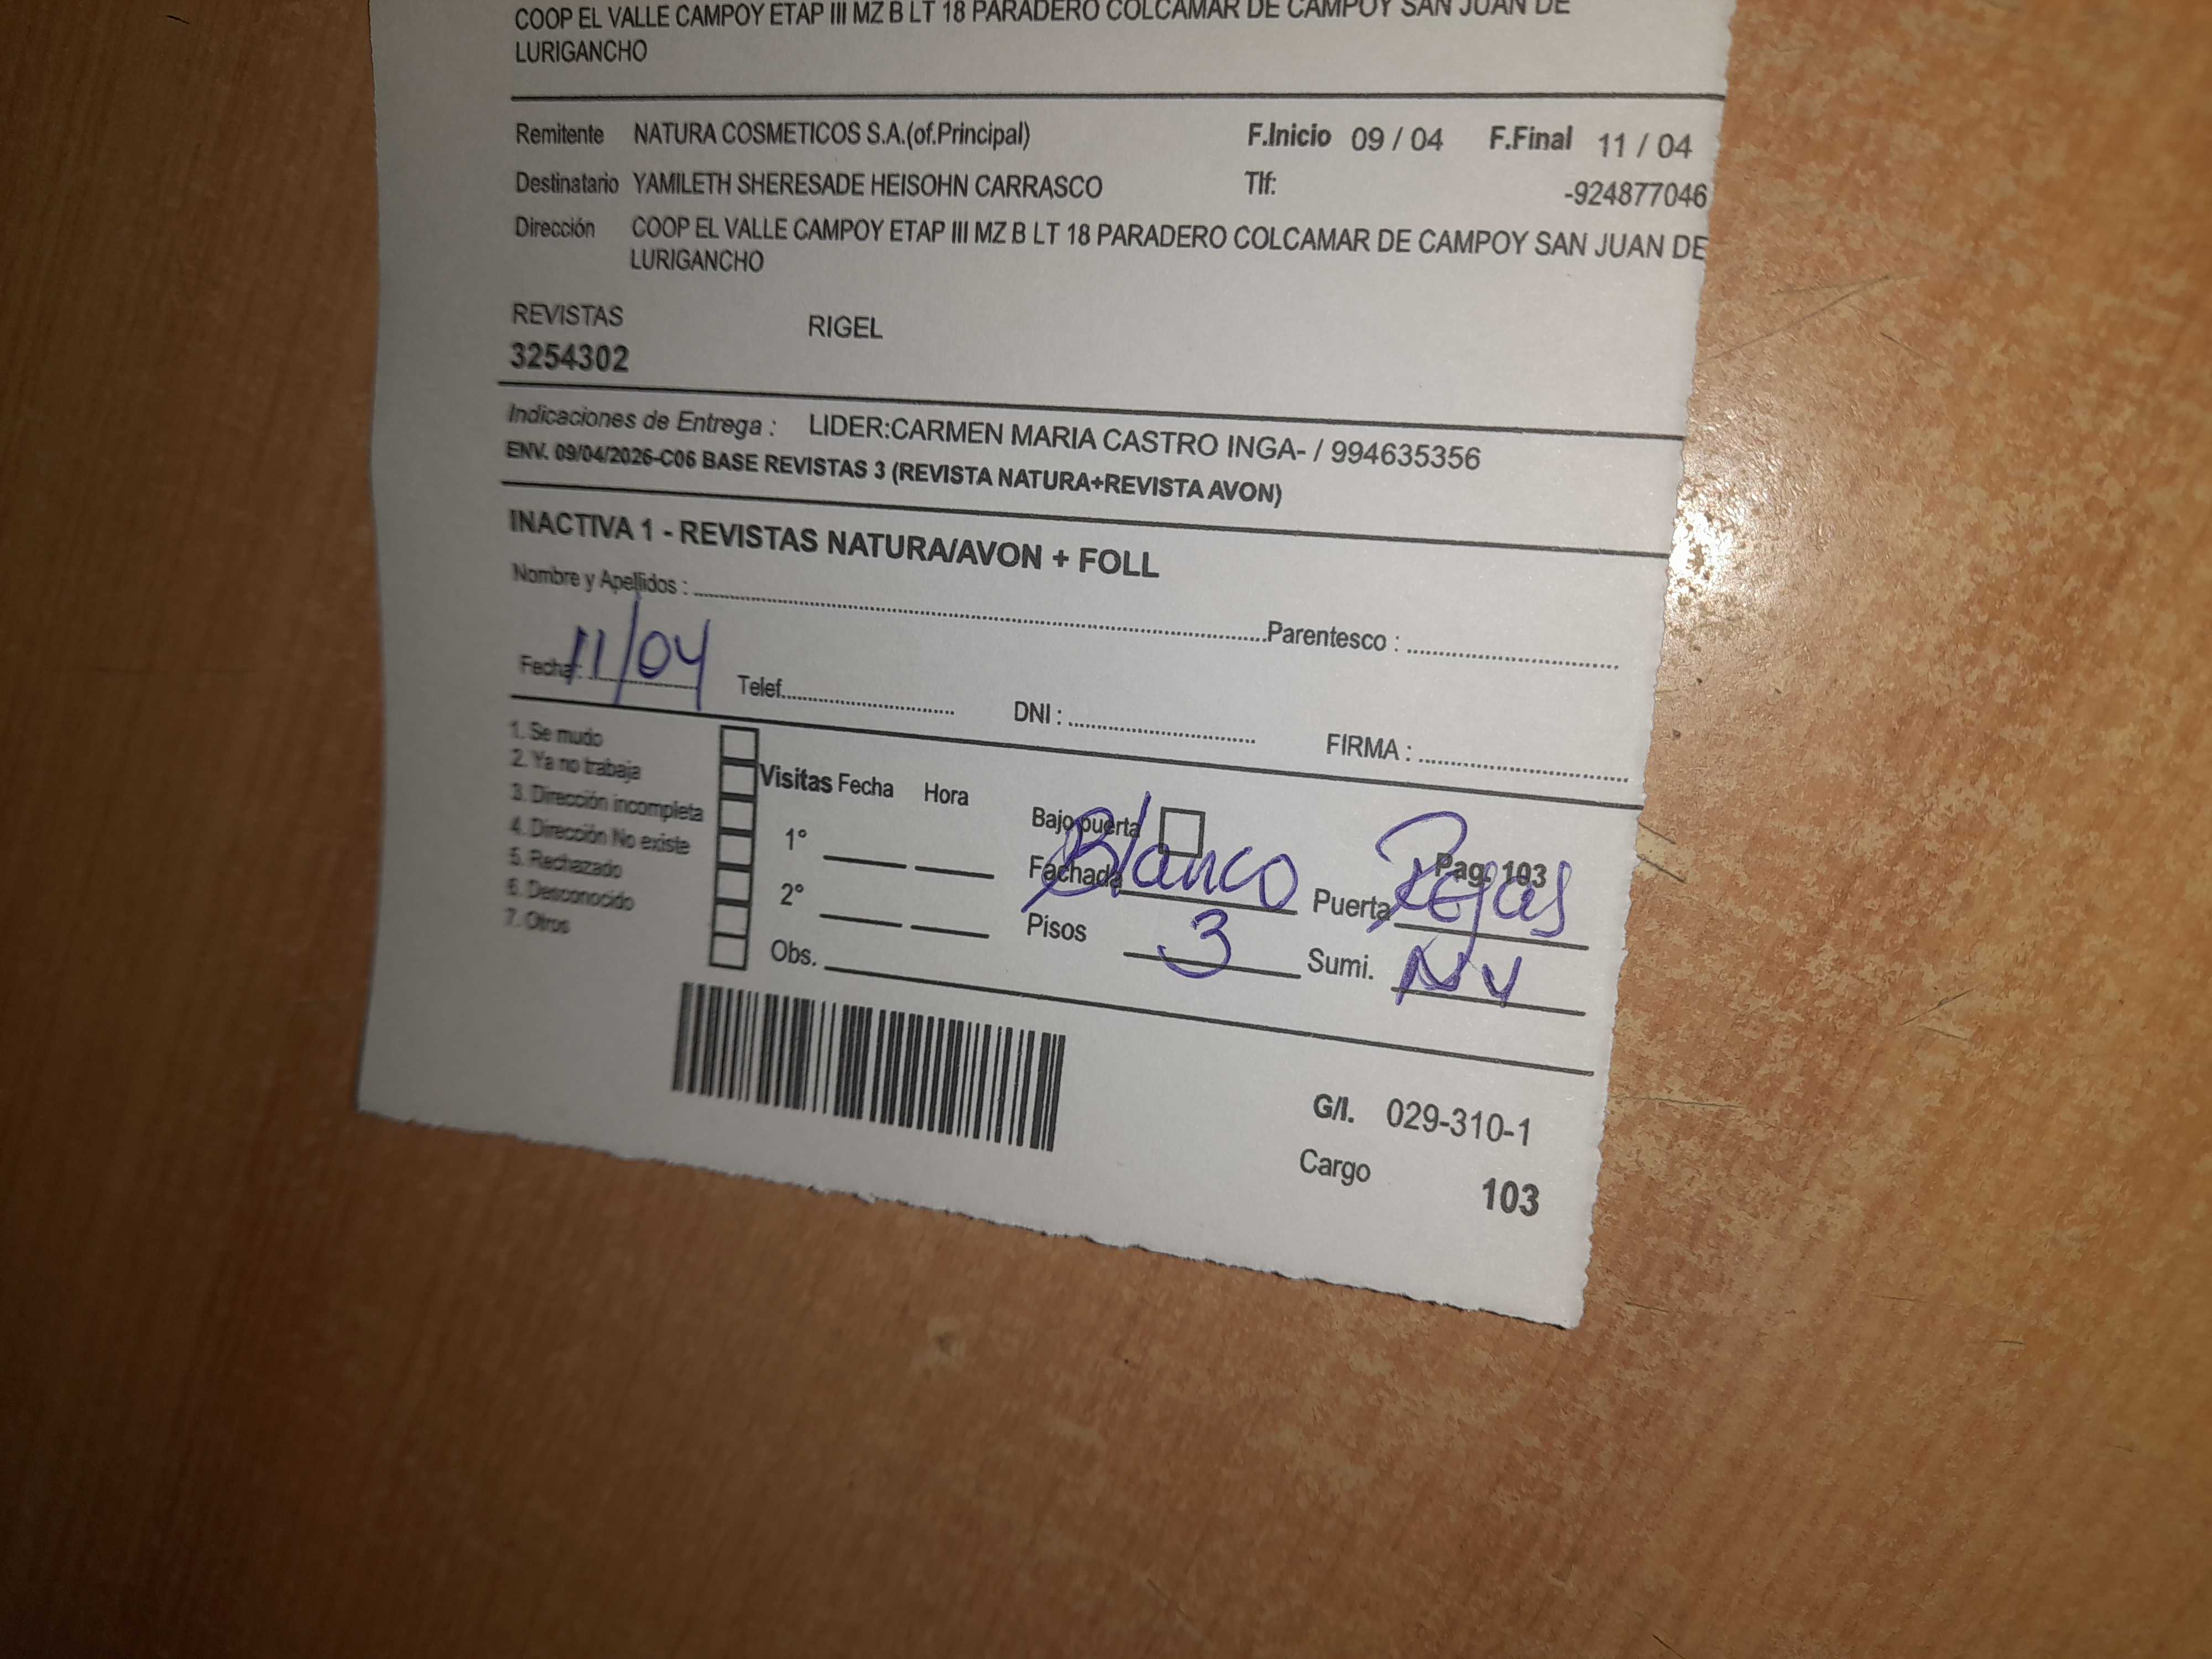 COOP EL VALLE CAMPOY ETAP III MZ B LT 18 PARADERO COLCAMAR DE CAMPOY SAN JUAN DE
LURIGANCHO
Remitente NATURA COSMETICOS S.A.(of.Principal) F.Inicio 09 / 04 F.Final 11 / 04
Destinatario YAMILETH SHERESADE HEISOHN CARRASCO Tlf: -924877046
Dirección COOP EL VALLE CAMPOY ETAP III MZ B LT 18 PARADERO COLCAMAR DE CAMPOY SAN JUAN DE
LURIGANCHO
REVISTAS RIGEL
3254302
Indicaciones de Entrega : LIDER:CARMEN MARIA CASTRO INGA- / 994635356
ENV. 09/04/2026-C06 BASE REVISTAS 3 (REVISTA NATURA+REVISTA AVON)
INACTIVA 1 - REVISTAS NATURA/AVON + FOLL
Nombre y Apellidos : Parentesco :
Fecha: 11/04 Telef. DNI : FIRMA :
1. Se mudo
2. Ya no trabaja
3. Dirección incompleta
4. Dirección No existe
5. Rechazado
6. Desconocido
7. Otros
Visitas Fecha Hora
1°
2°
Obs.
Bajo puerta Pag. 103
Fachada Blanco Puerta Rejas
Pisos 3 Sumi. NV
G/I. 029-310-1
Cargo 103